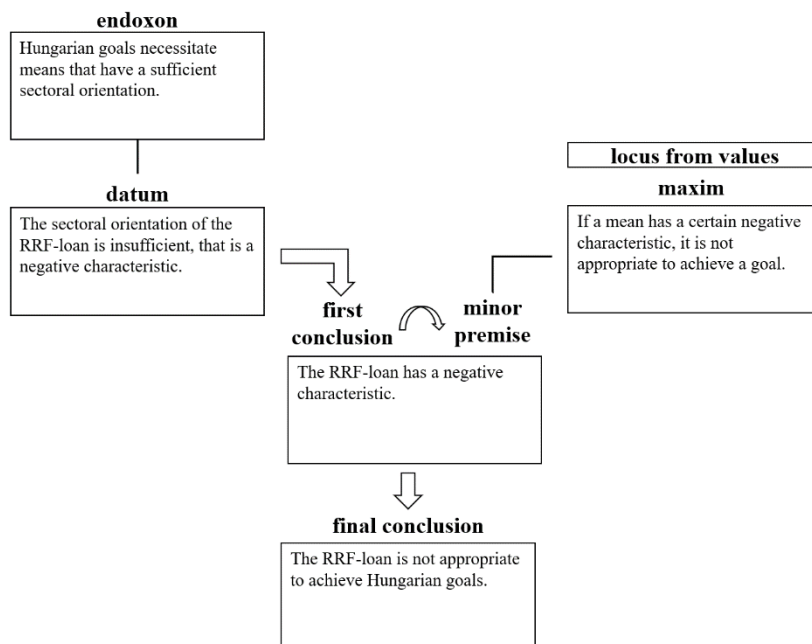 endoxon
Hungarian goals necessitate
means that have a sufficient
sectoral orientation.
datum
The sectoral orientation of the
RRF-loan is insufficient, that is a
negative characteristic.
locus from values
maxim
If a mean has a certain negative
characteristic, it is not
appropriate to achieve a goal.
first
conclusion
minor
premise
The RRF-loan has a negative
characteristic.
final conclusion
The RRF-loan is not appropriate
to achieve Hungarian goals.